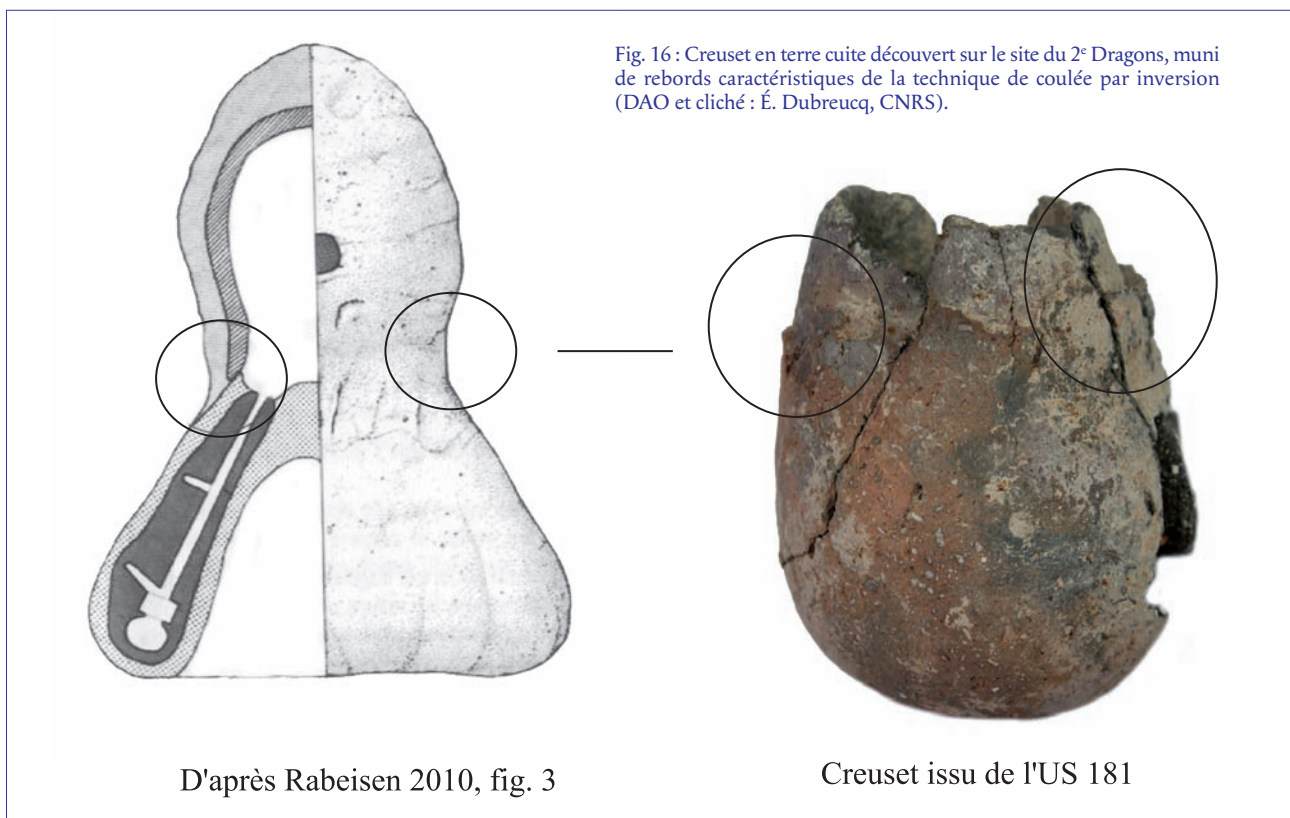 Fig. 16 : Creuset en terre cuite découvert sur le site du 2e Dragons, muni
de rebords caractéristiques de la technique de coulée par inversion
(DAO et cliché : É. Dubreucq, CNRS).
D'après Rabeisen 2010, fig. 3
Creuset issu de l'US 181